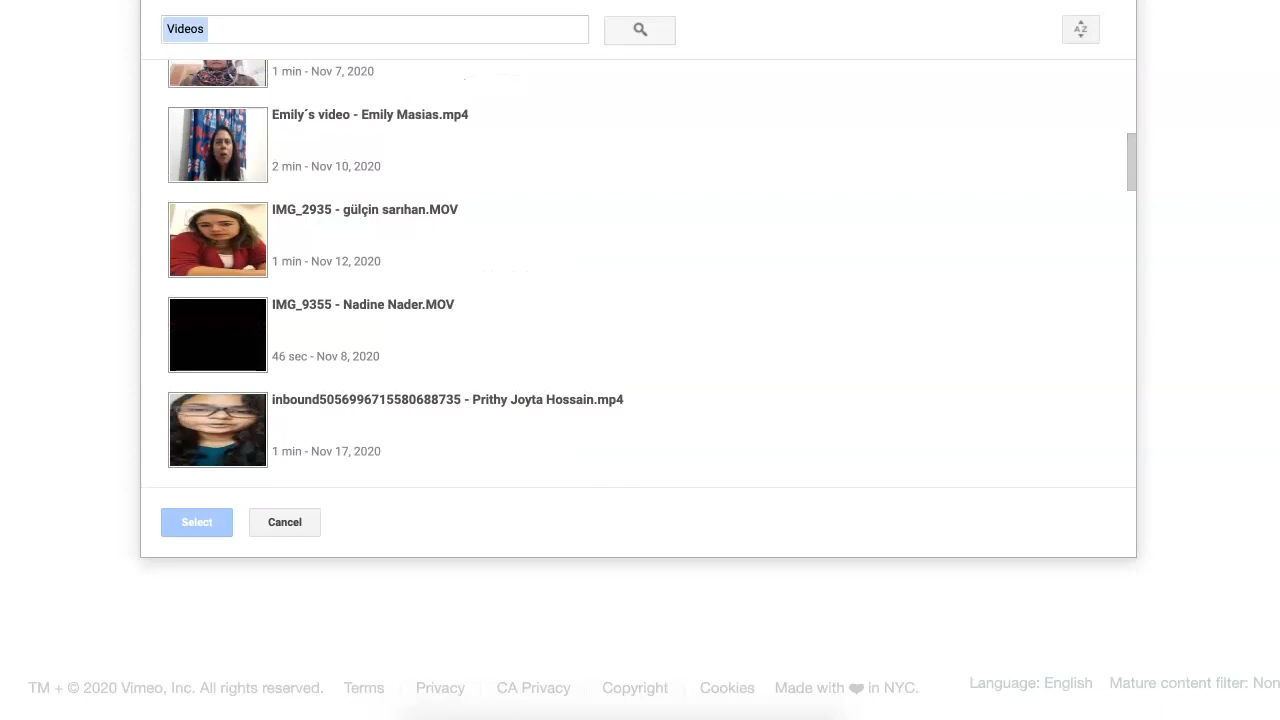 Videos
AZ
1 min - Nov 7, 2020
Emily´s video - Emily Masias.mp4
2 min - Nov 10, 2020
IMG_2935 - gülçin sarıhan.MOV
1 min - Nov 12, 2020
IMG_9355 - Nadine Nader.MOV
46 sec - Nov 8, 2020
inbound5056996715580688735 - Prithy Joyta Hossain.mp4
1 min - Nov 17, 2020
Select Cancel
TM + © 2020 Vimeo, Inc. All rights reserved. Terms Privacy CA Privacy Copyright Cookies Made with ❤ in NYC. Language: English Mature content filter: Non